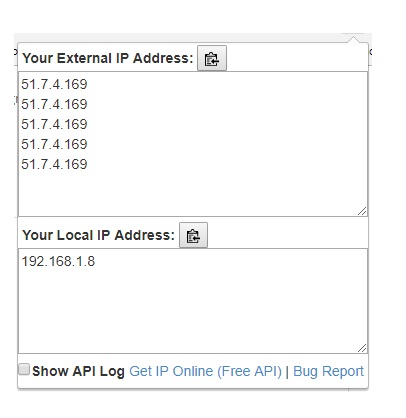 Your External IP Address:
51.7.4.169
51.7.4.169
51.7.4.169
51.7.4.169
51.7.4.169
Your Local IP Address:
192.168.1.8
Show API Log Get IP Online (Free API) | Bug Report